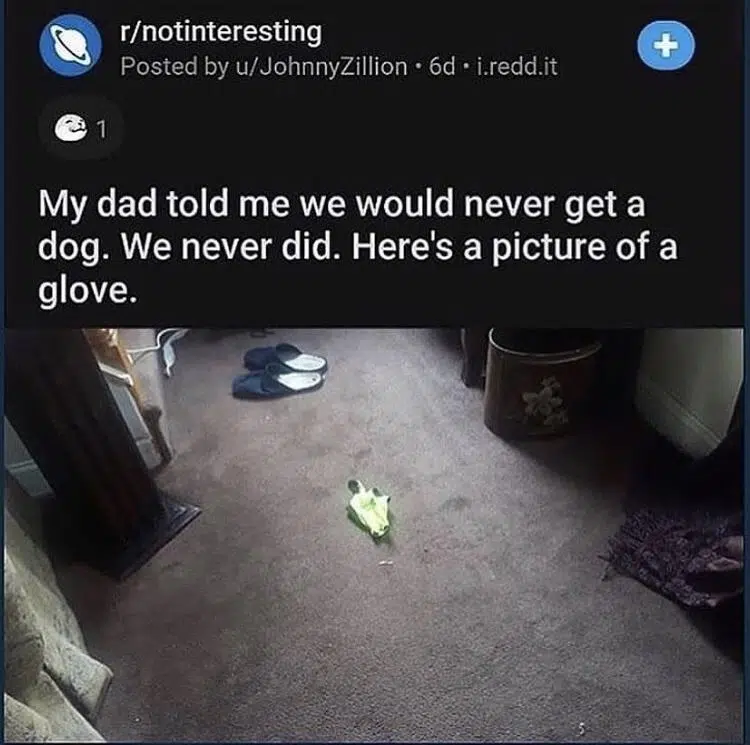 r/notinteresting
Posted by u/JohnnyZillion • 6d • i.redd.it
1
My dad told me we would never get a
dog. We never did. Here's a picture of a
glove.